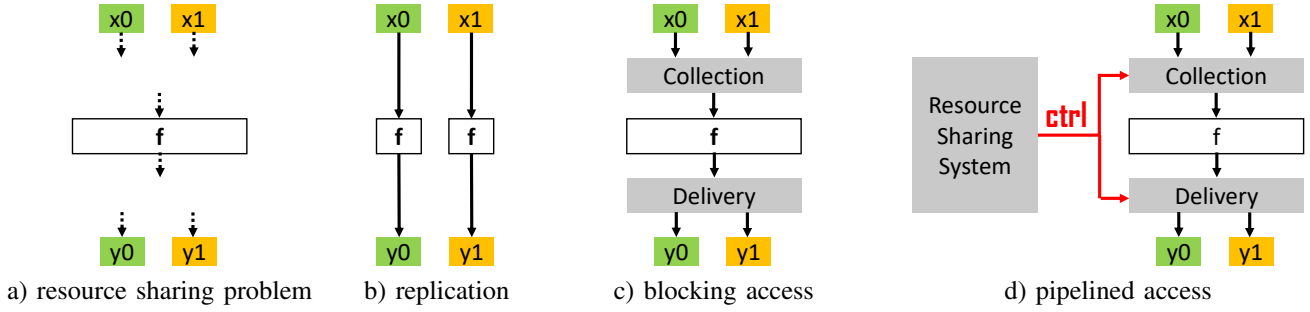 x0 x1
f
y0 y1
a) resource sharing problem
x0 x1
f f
y0 y1
b) replication
x0 x1
Collection
f
Delivery
y0 y1
c) blocking access
Resource
Sharing
System
ctrl
x0 x1
Collection
f
Delivery
y0 y1
d) pipelined access